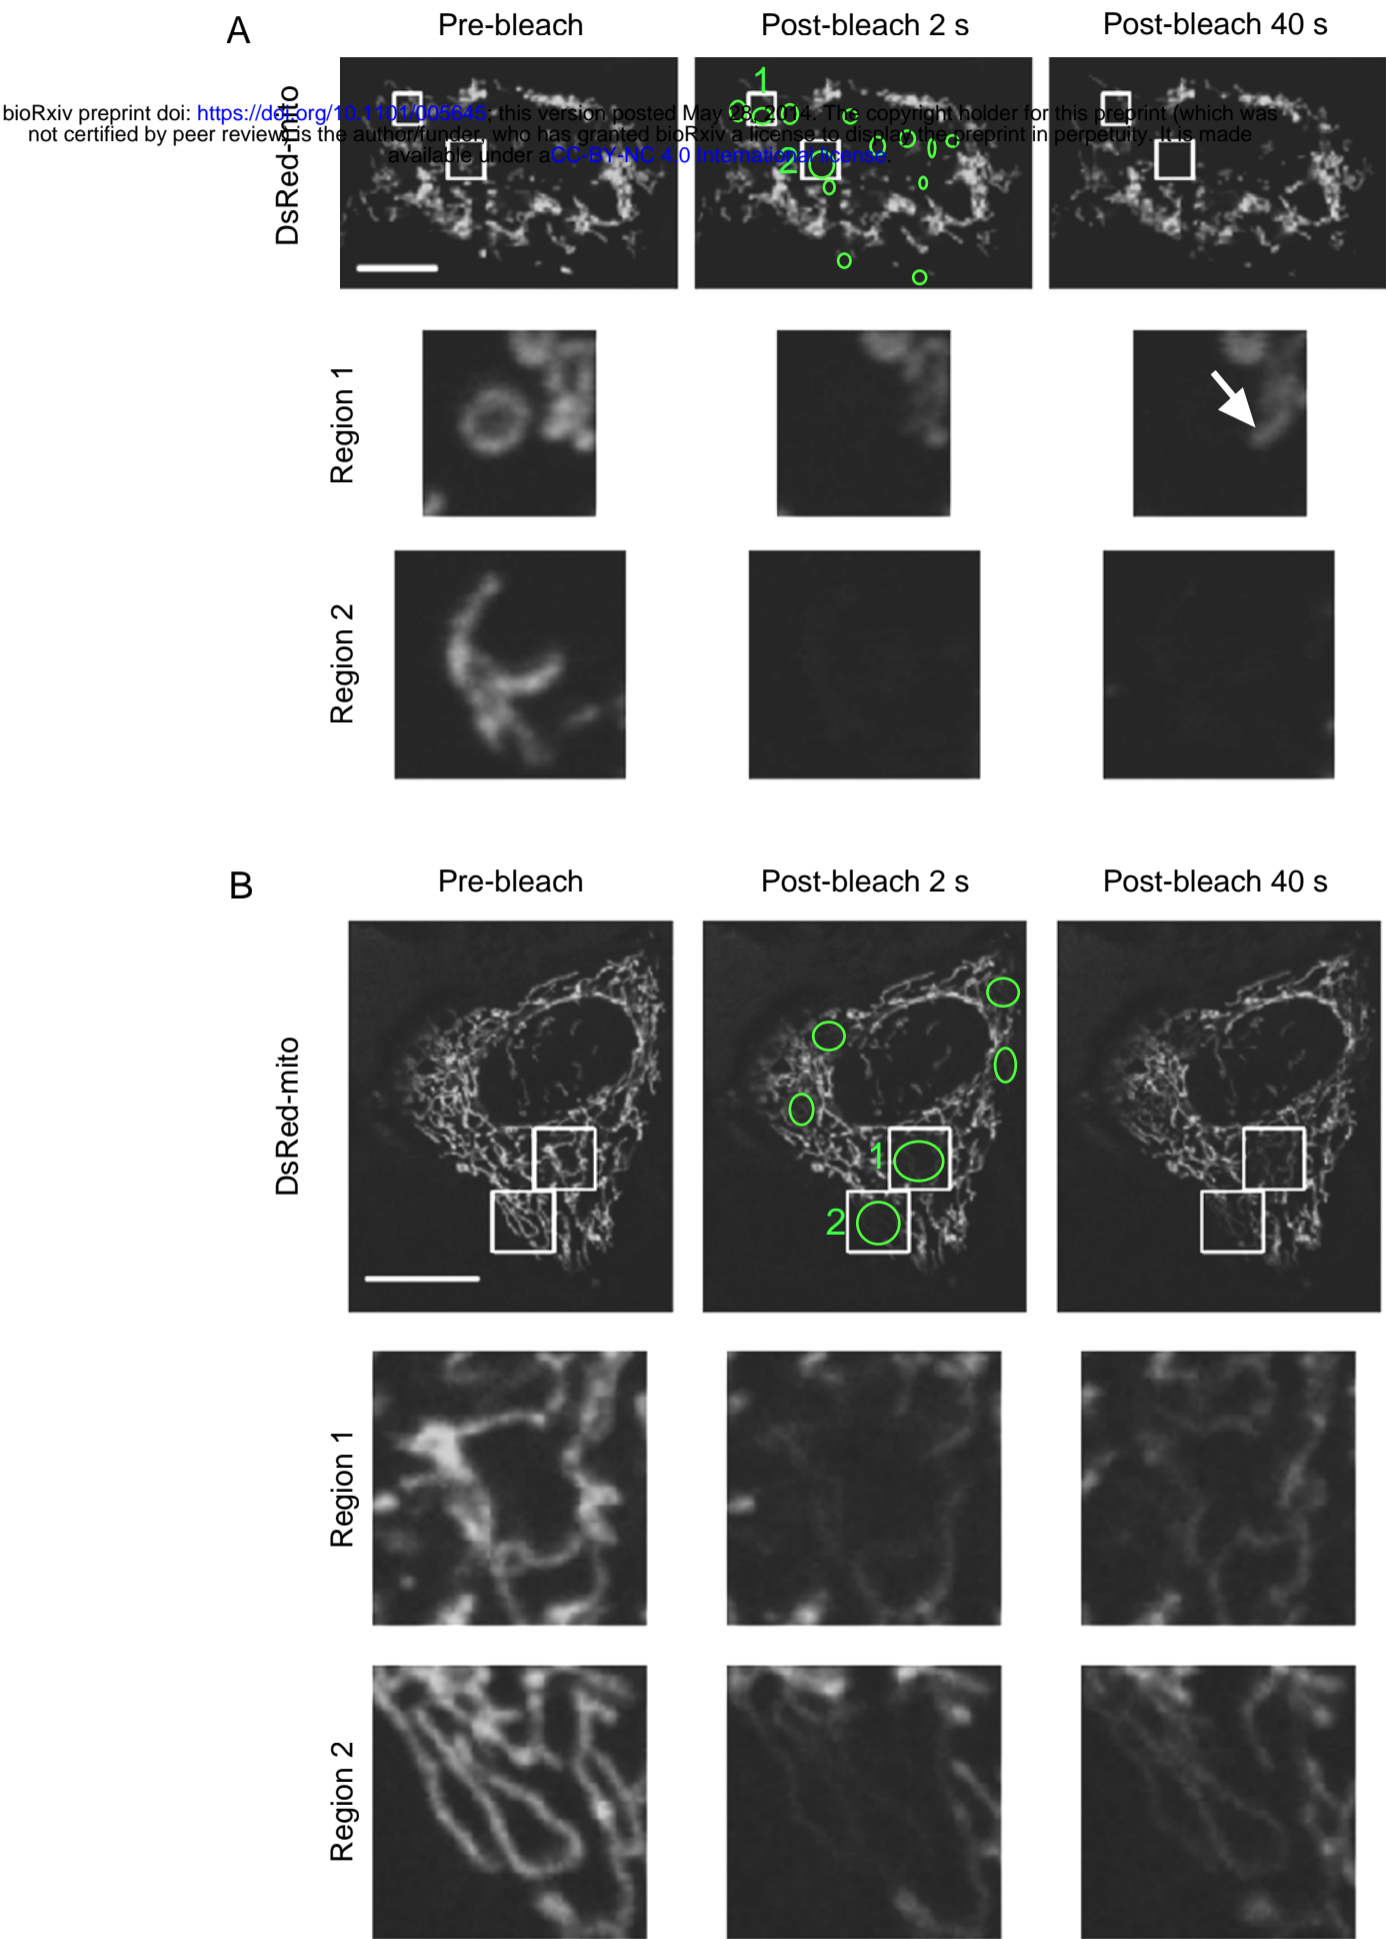 A
Pre-bleach
Post-bleach 2 s
Post-bleach 40 s
DsRed-mito
1
2
bioRxiv preprint doi: https://doi.org/10.1101/005645; this version posted May 28, 2014. The copyright holder for this preprint (which was
not certified by peer review) is the author/funder, who has granted bioRxiv a license to display the preprint in perpetuity. It is made
available under aCC-BY-NC 4.0 International license.
Region 1
Region 2
B
Pre-bleach
Post-bleach 2 s
Post-bleach 40 s
DsRed-mito
1
2
Region 1
Region 2